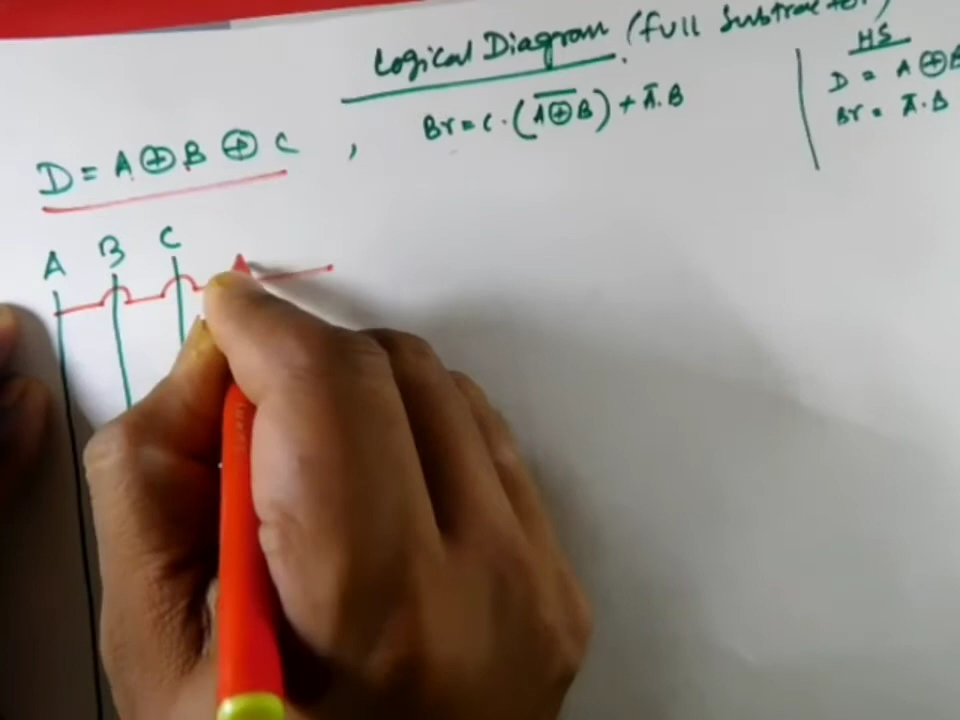 Logical Diagram (Full Subtractor)
HS
D = A ⊕ B
Br = C · (A̅ ̅⊕̅ ̅B̅) + A̅.B
Br = A̅.B
D = A ⊕ B ⊕ C ,
A B C